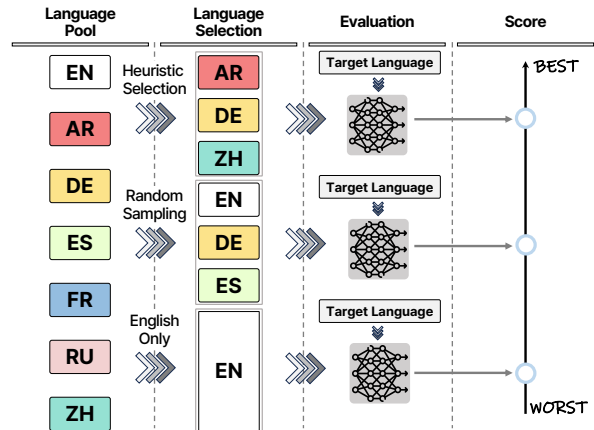 Language
Pool
Language
Selection
Evaluation
Score
EN
AR
DE
ES
FR
RU
ZH
Heuristic
Selection
Random
Sampling
English
Only
AR
DE
ZH
EN
DE
ES
EN
Target Language
Target Language
Target Language
BEST
WORST